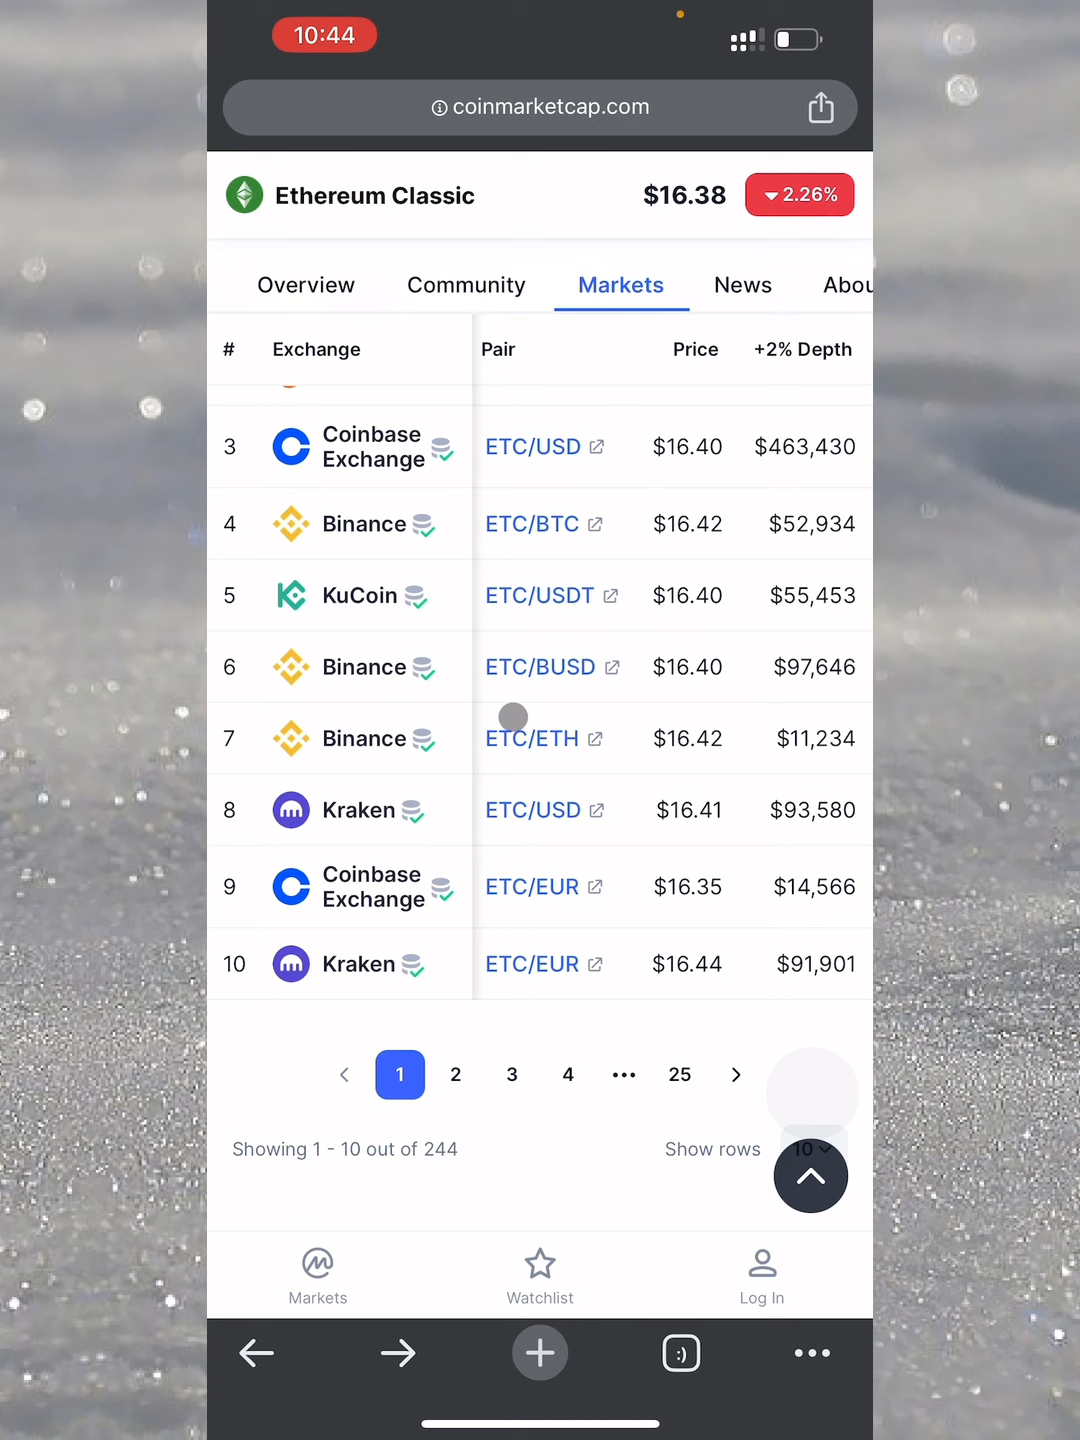 10:44
coinmarketcap.com
Ethereum Classic $16.38 2.26%
Overview Community Markets News Abou
# Exchange Pair Price +2% Depth
3 Coinbase Exchange ETC/USD $16.40 $463,430
4 Binance ETC/BTC $16.42 $52,934
5 KuCoin ETC/USDT $16.40 $55,453
6 Binance ETC/BUSD $16.40 $97,646
7 Binance ETC/ETH $16.42 $11,234
8 Kraken ETC/USD $16.41 $93,580
9 Coinbase Exchange ETC/EUR $16.35 $14,566
10 Kraken ETC/EUR $16.44 $91,901
1 2 3 4 ••• 25
Showing 1 - 10 out of 244 Show rows 10
Markets Watchlist Log In
:)